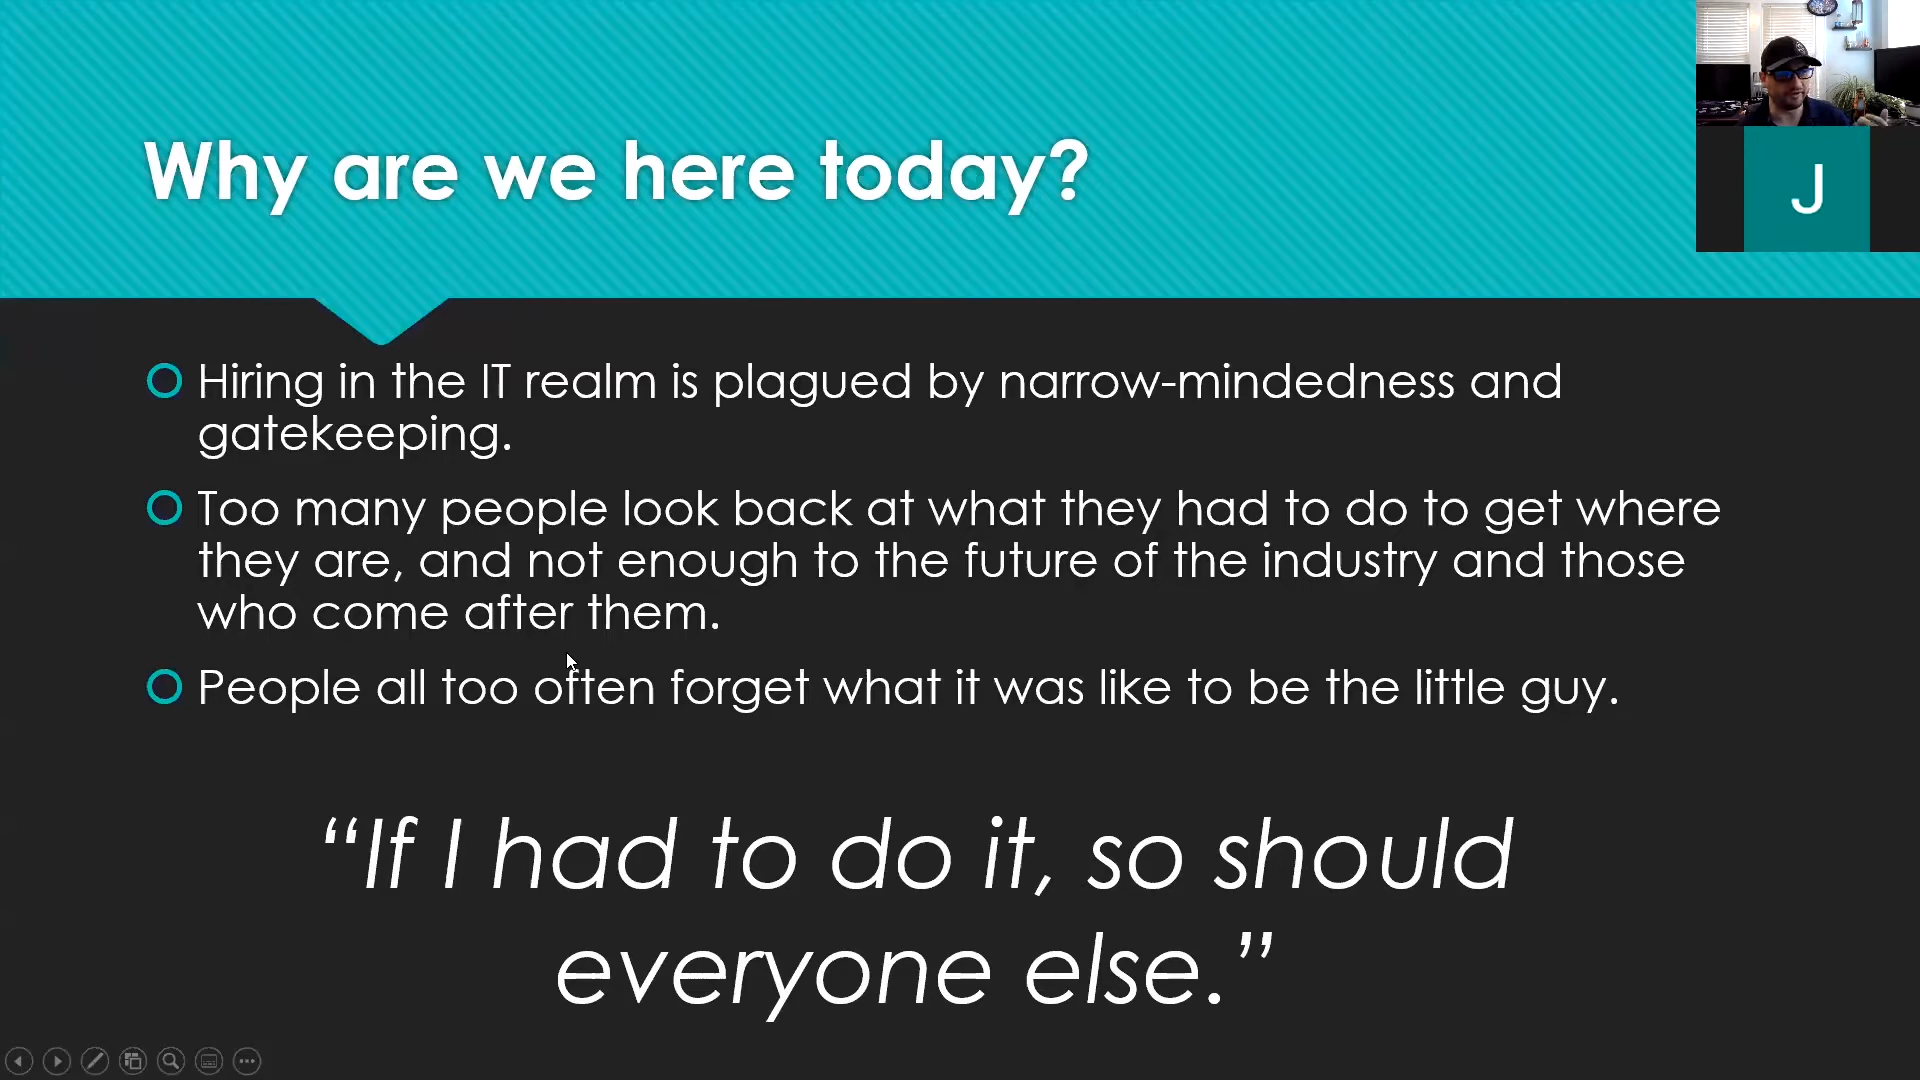 Why are we here today?
J
Hiring in the IT realm is plagued by narrow-mindedness and
gatekeeping.
Too many people look back at what they had to do to get where
they are, and not enough to the future of the industry and those
who come after them.
People all too often forget what it was like to be the little guy.
“If I had to do it, so should
everyone else.”